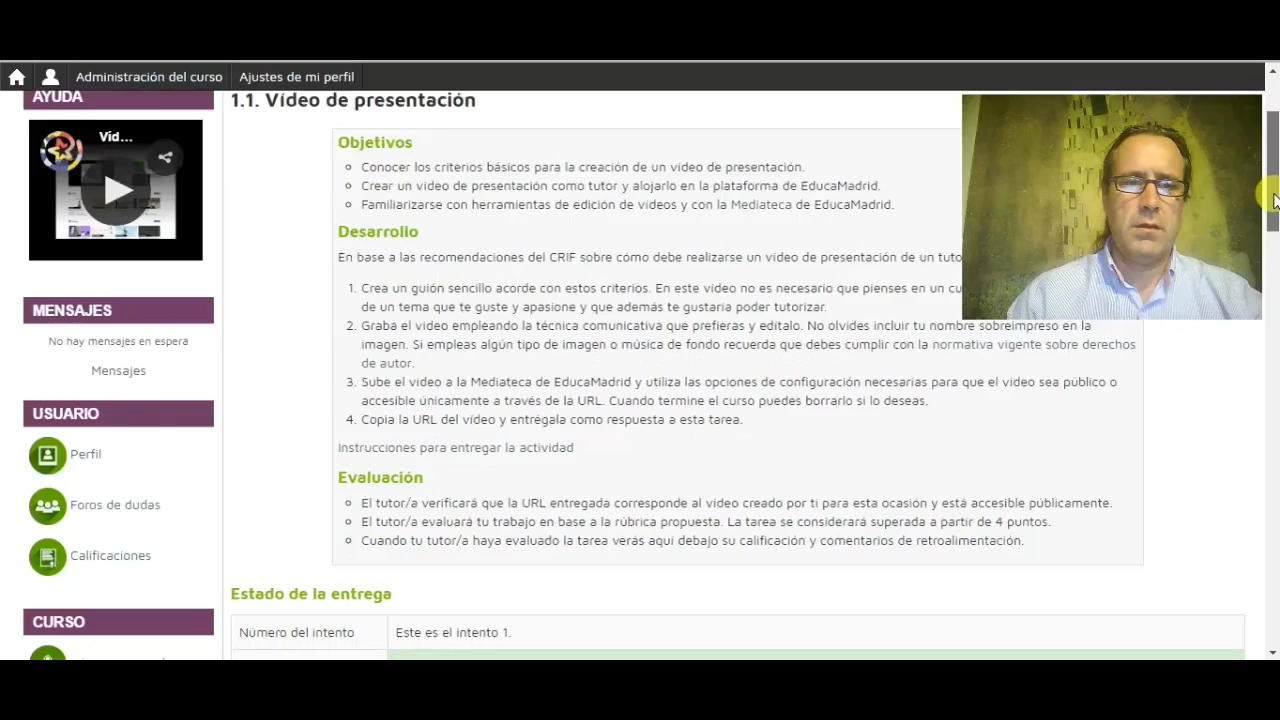 Administración del curso
Ajustes de mi perfil
AYUDA
Víd...
MENSAJES
No hay mensajes en espera
Mensajes
USUARIO
Perfil
Foros de dudas
Calificaciones
CURSO
1.1. Vídeo de presentación
Objetivos
Conocer los criterios básicos para la creación de un vídeo de presentación.
Crear un vídeo de presentación como tutor y alojarlo en la plataforma de EducaMadrid.
Familiarizarse con herramientas de edición de vídeos y con la Mediateca de EducaMadrid.
Desarrollo
En base a las recomendaciones del CRIF sobre cómo debe realizarse un vídeo de presentación de un tuto
1. Crea un guión sencillo acorde con estos criterios. En este vídeo no es necesario que pienses en un cu
de un tema que te guste y apasione y que además te gustaría poder tutorizar.
2. Graba el vídeo empleando la técnica comunicativa que prefieras y edítalo. No olvides incluir tu nombre sobreimpreso en la
imagen. Si empleas algún tipo de imagen o música de fondo recuerda que debes cumplir con la normativa vigente sobre derechos
de autor.
3. Sube el vídeo a la Mediateca de EducaMadrid y utiliza las opciones de configuración necesarias para que el vídeo sea público o
accesible únicamente a través de la URL. Cuando termine el curso puedes borrarlo si lo deseas.
4. Copia la URL del vídeo y entrégala como respuesta a esta tarea.
Instrucciones para entregar la actividad
Evaluación
El tutor/a verificará que la URL entregada corresponde al vídeo creado por ti para esta ocasión y está accesible públicamente.
El tutor/a evaluará tu trabajo en base a la rúbrica propuesta. La tarea se considerará superada a partir de 4 puntos.
Cuando tu tutor/a haya evaluado la tarea verás aquí debajo su calificación y comentarios de retroalimentación.
Estado de la entrega
Número del intento
Este es el intento 1.